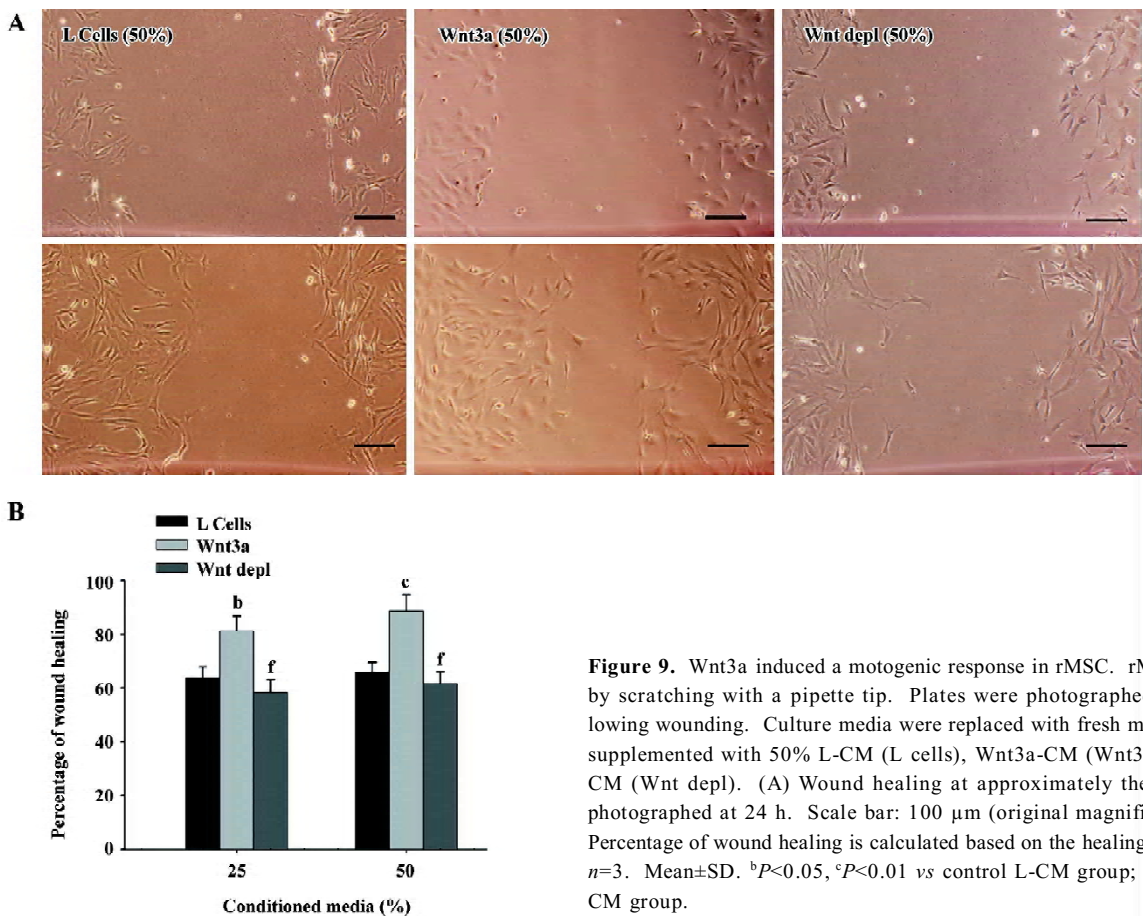 A
L Cells (50%)
Wnt3a (50%)
Wnt depl (50%)
B
L Cells
Wnt3a
Wnt depl
Percentage of wound healing
100
80
60
40
20
0
b
f
c
f
25
50
Conditioned media (%)
Figure 9. Wnt3a induced a motogenic response in rMSC. rM
by scratching with a pipette tip. Plates were photographe
lowing wounding. Culture media were replaced with fresh m
supplemented with 50% L-CM (L cells), Wnt3a-CM (Wnt3
CM (Wnt depl). (A) Wound healing at approximately the
photographed at 24 h. Scale bar: 100 µm (original magnifi
Percentage of wound healing is calculated based on the healing
n=3. Mean±SD. ᵇP<0.05, ᶜP<0.01 vs control L-CM group;
CM group.